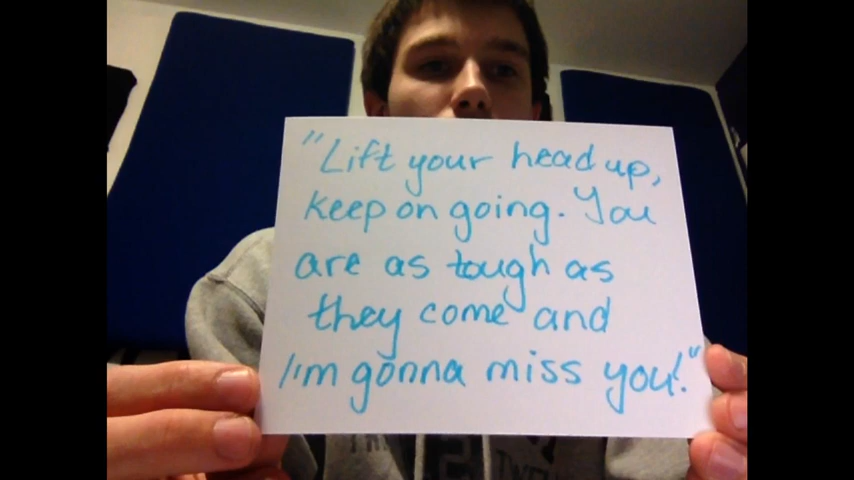 "Lift your head up,
keep on going. You
are as tough as
they come and
I'm gonna miss you!"